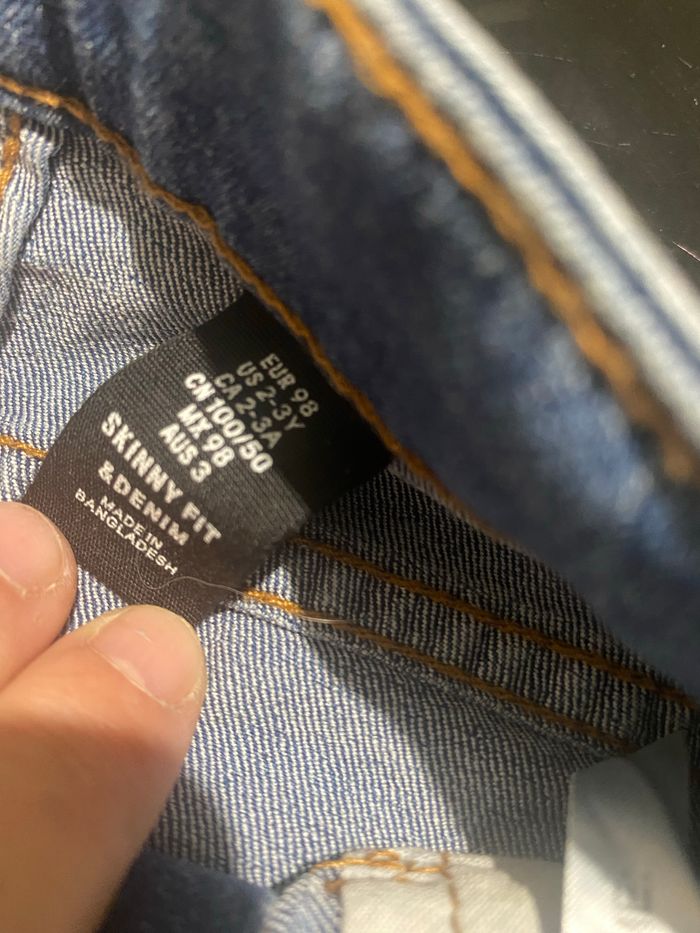 EUR 98
US 2-3Y
CA 2-3A
CN 100/50
MX 98
AUS 3
SKINNY FIT
&DENIM
MADE IN
BANGLADESH